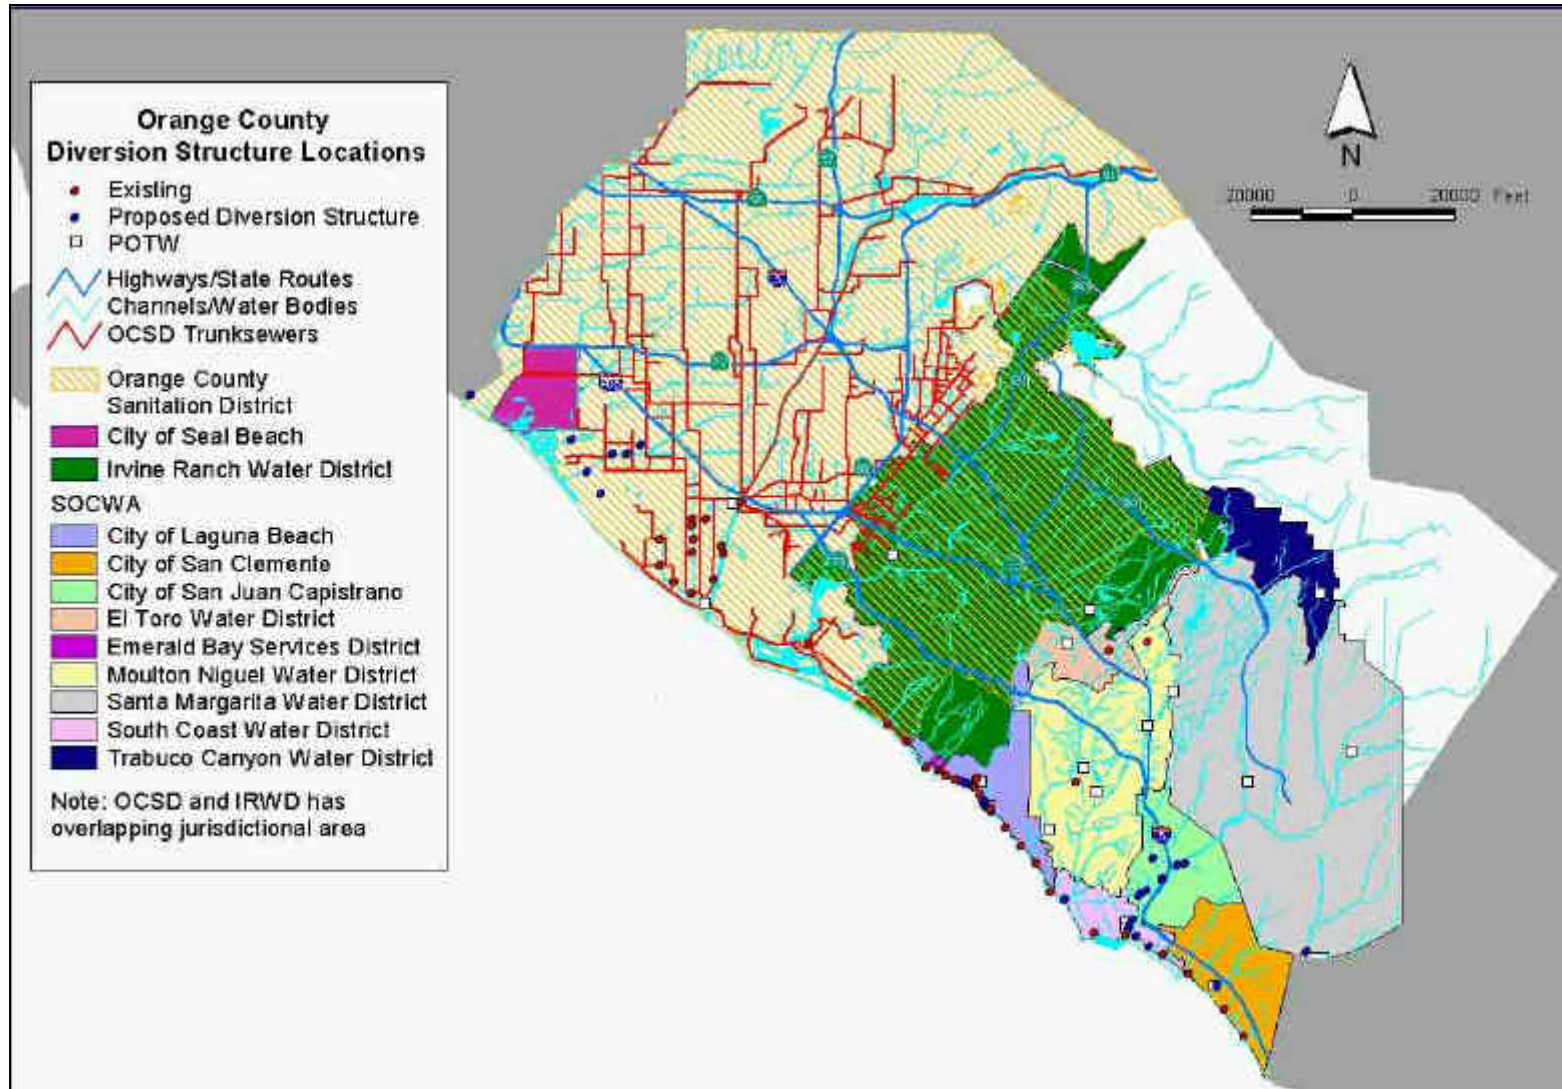 Orange County
Diversion Structure Locations
Existing
Proposed Diversion Structure
POTW
Highways/State Routes
Channels/Water Bodies
OCSD Trunksewers
Orange County
Sanitation District
City of Seal Beach
Irvine Ranch Water District
SOCWA
City of Laguna Beach
City of San Clemente
City of San Juan Capistrano
El Toro Water District
Emerald Bay Services District
Moulton Niguel Water District
Santa Margarita Water District
South Coast Water District
Trabuco Canyon Water District
Note: OCSD and IRWD has
overlapping jurisdictional area
N
20000 0 20000 Feet